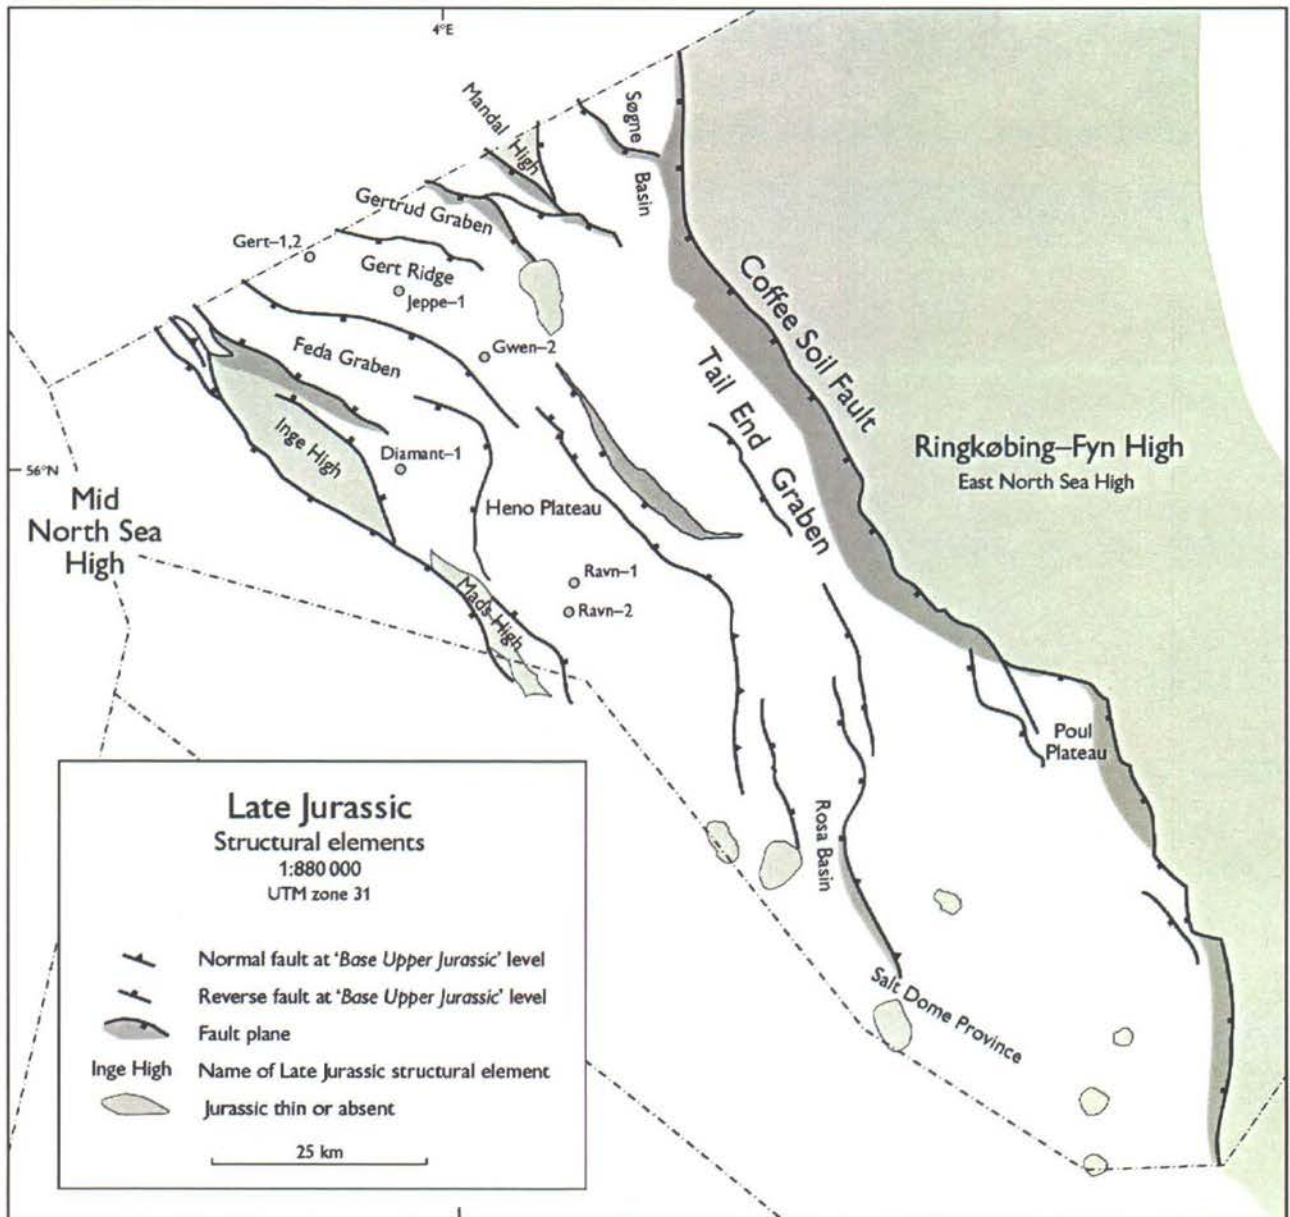 4°E
Mandal
High
Søgne
Basin
Gertrud Graben
Gert–1,2
Gert Ridge
Jeppe–1
Coffee Soil Fault
Feda Graben
Gwen–2
Tail End Graben
Inge High
Diamant–1
56°N
Ringkøbing–Fyn High
East North Sea High
Mid
North Sea
High
Heno Plateau
Ravn–1
Mads High
Ravn–2
Poul
Plateau
Rosa Basin
Salt Dome Province
Late Jurassic
Structural elements
1:880 000
UTM zone 31
Normal fault at 'Base Upper Jurassic' level
Reverse fault at 'Base Upper Jurassic' level
Fault plane
Inge High Name of Late Jurassic structural element
Jurassic thin or absent
25 km